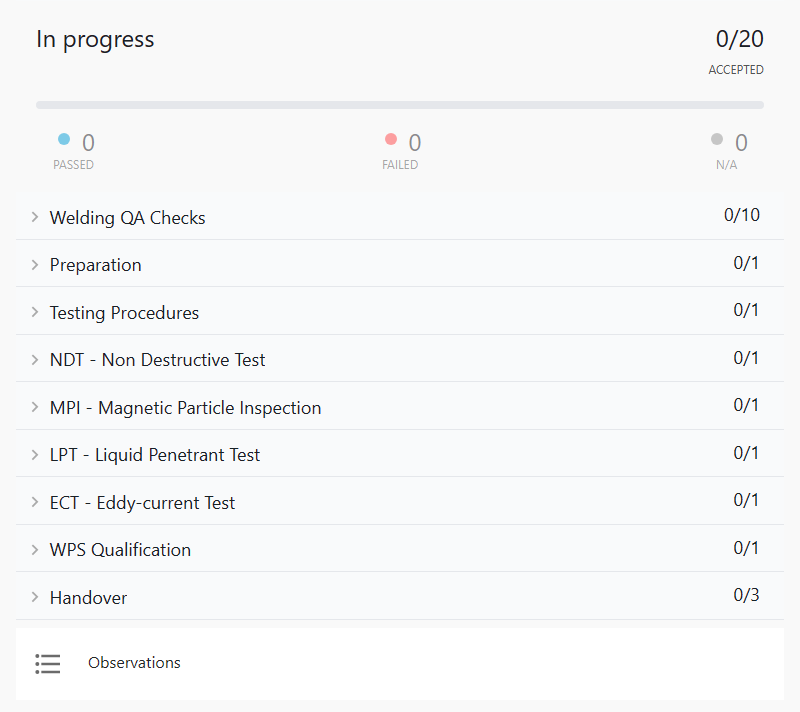 In progress 0/20
ACCEPTED
0 0 0
PASSED FAILED N/A
Welding QA Checks 0/10
Preparation 0/1
Testing Procedures 0/1
NDT - Non Destructive Test 0/1
MPI - Magnetic Particle Inspection 0/1
LPT - Liquid Penetrant Test 0/1
ECT - Eddy-current Test 0/1
WPS Qualification 0/1
Handover 0/3
Observations